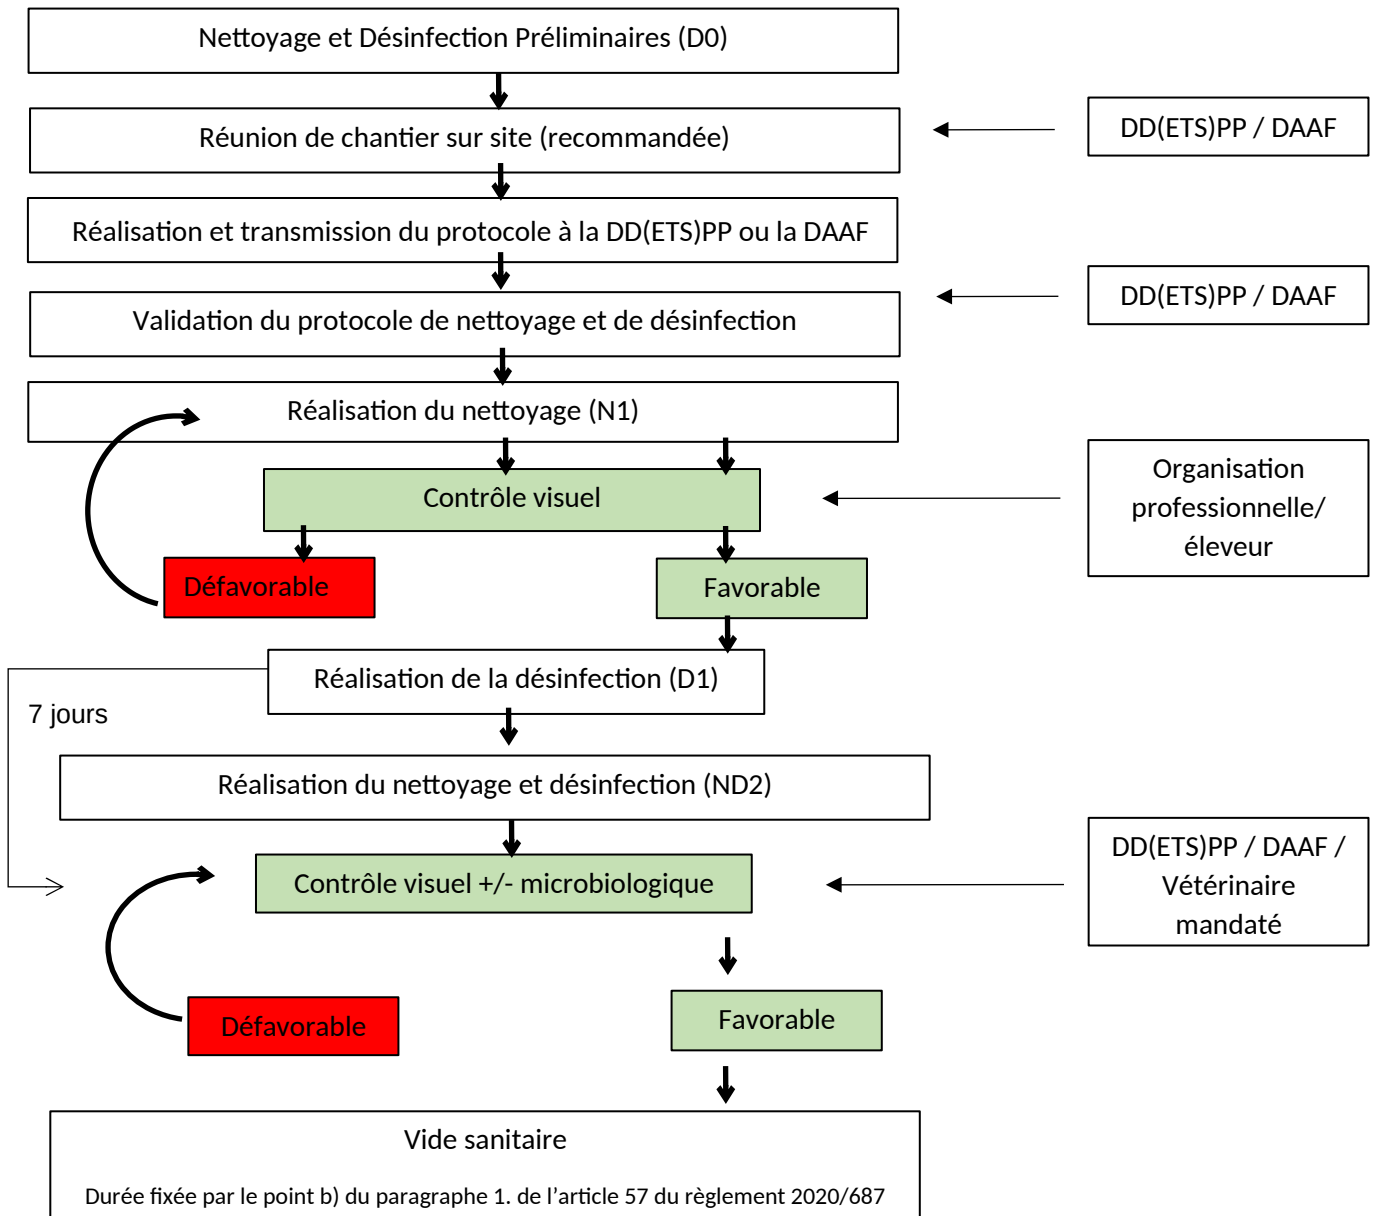 Nettoyage et Désinfection Préliminaires (D0)
Réunion de chantier sur site (recommandée)
DD(ETS)PP / DAAF
Réalisation et transmission du protocole à la DD(ETS)PP ou la DAAF
Validation du protocole de nettoyage et de désinfection
DD(ETS)PP / DAAF
Réalisation du nettoyage (N1)
Contrôle visuel
Organisation
professionnelle/
éleveur
Défavorable
Favorable
Réalisation de la désinfection (D1)
7 jours
Réalisation du nettoyage et désinfection (ND2)
Contrôle visuel +/- microbiologique
DD(ETS)PP / DAAF /
Vétérinaire
mandaté
Défavorable
Favorable
Vide sanitaire
Durée fixée par le point b) du paragraphe 1. de l’article 57 du règlement 2020/687